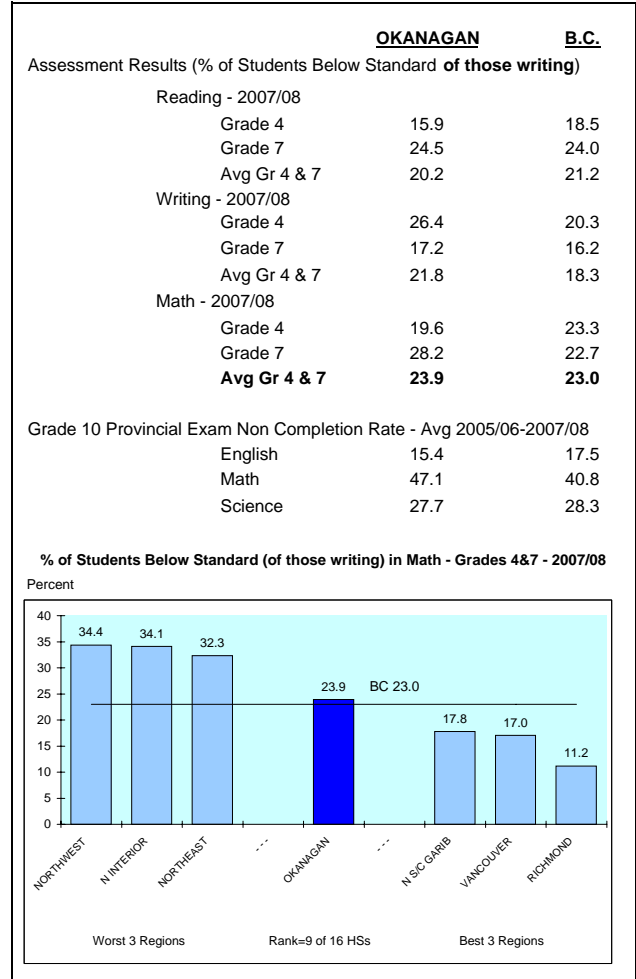 OKANAGAN B.C.
Assessment Results (% of Students Below Standard of those writing)
Reading - 2007/08
Grade 4 15.9 18.5
Grade 7 24.5 24.0
Avg Gr 4 & 7 20.2 21.2
Writing - 2007/08
Grade 4 26.4 20.3
Grade 7 17.2 16.2
Avg Gr 4 & 7 21.8 18.3
Math - 2007/08
Grade 4 19.6 23.3
Grade 7 28.2 22.7
Avg Gr 4 & 7 23.9 23.0
Grade 10 Provincial Exam Non Completion Rate - Avg 2005/06-2007/08
English 15.4 17.5
Math 47.1 40.8
Science 27.7 28.3
% of Students Below Standard (of those writing) in Math - Grades 4&7 - 2007/08
Percent
40
35
30
25
20
15
10
5
0
34.4 34.1 32.3 23.9 BC 23.0 17.8 17.0 11.2
NORTHWEST N INTERIOR NORTHEAST - - - OKANAGAN - - - N S/C GARIB VANCOUVER RICHMOND
Worst 3 Regions Rank=9 of 16 HSs Best 3 Regions